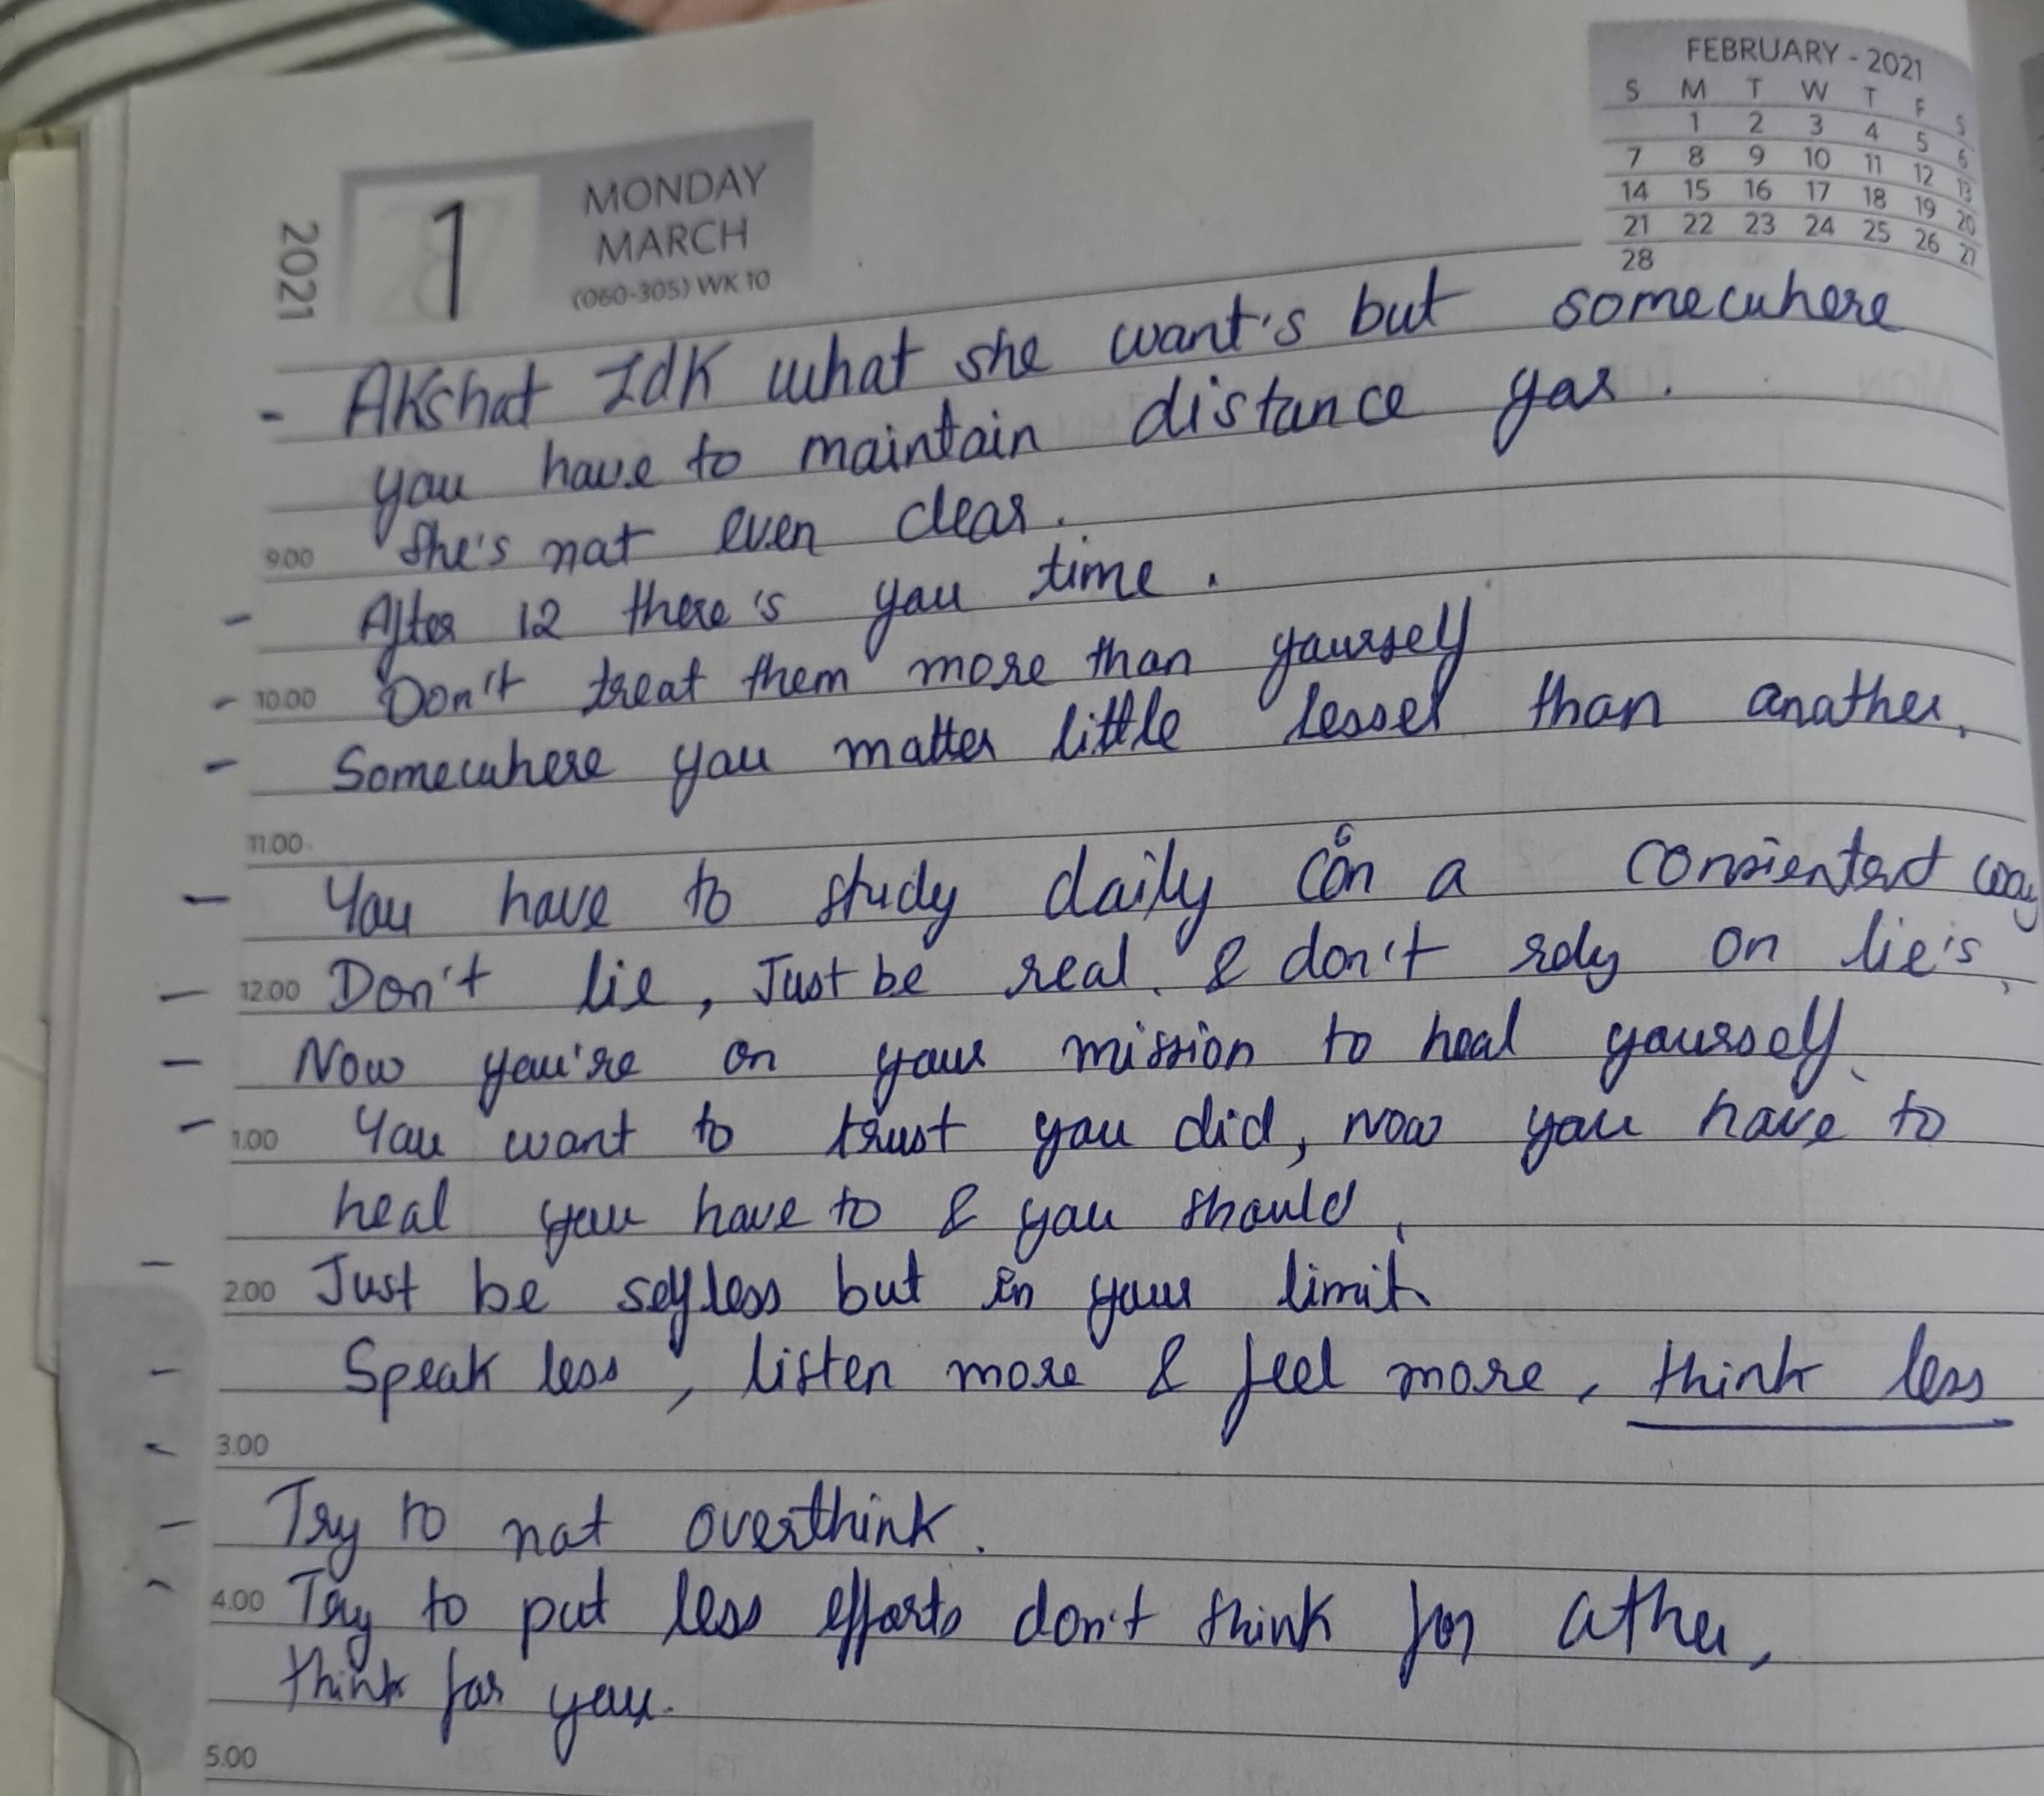 FEBRUARY - 2021
S M T W T F S
1 2 3 4 5 6
7 8 9 10 11 12 13
14 15 16 17 18 19 20
21 22 23 24 25 26 27
28
2021
1
MONDAY
MARCH
(060-305) WK 10
- Akshat Idk what she want's but somewhere
you have to maintain distance yar.
9.00 She's not even clear.
- After 12 there's you time.
- 10.00 Don't treat them more than yourself
- Somewhere you matter little lesser than another.
11.00
- You have to study daily on a way
- 12.00 Don't lie, Just be real. & don't rely on lie's,
- Now you're on your mission to heal yourself.
- 1.00 You want to trust you did, now you have to
heal you have to & you should.
- 2.00 Just be selfless but in your limit.
- Speak less, listen more & feel more, think less
- 3.00
- Try to not overthink.
- 4.00 Try to put less efforts don't think for other,
think for you.
5.00